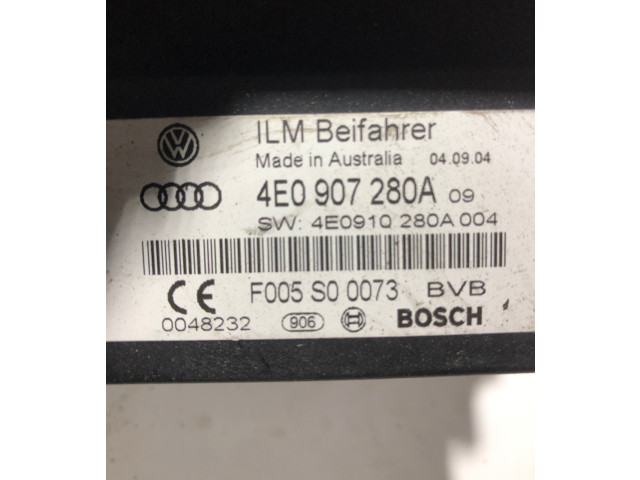 ILM Beifahrer
Made in Australia 04.09.04
4E0 907 280A 09
SW: 4E0910 280A 004
F005 S0 0073 BVB
CE 0048232 906 BOSCH